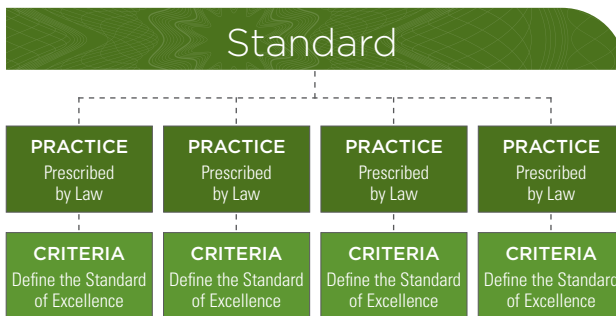 Standard
PRACTICE
Prescribed
by Law
PRACTICE
Prescribed
by Law
PRACTICE
Prescribed
by Law
PRACTICE
Prescribed
by Law
CRITERIA
Define the Standard
of Excellence
CRITERIA
Define the Standard
of Excellence
CRITERIA
Define the Standard
of Excellence
CRITERIA
Define the Standard
of Excellence